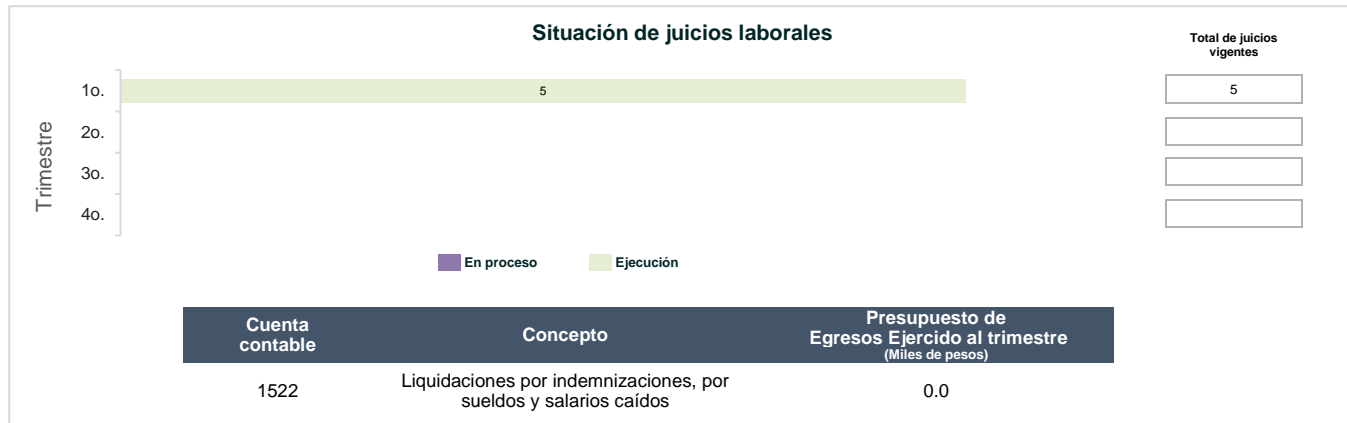 Situación de juicios laborales
Total de juicios
vigentes
Trimestre
1o.
5
5
2o.
3o.
4o.
En proceso
Ejecución
Cuenta
contable
Concepto
Presupuesto de
Egresos Ejercido al trimestre
(Miles de pesos)
1522
Liquidaciones por indemnizaciones, por
sueldos y salarios caídos
0.0